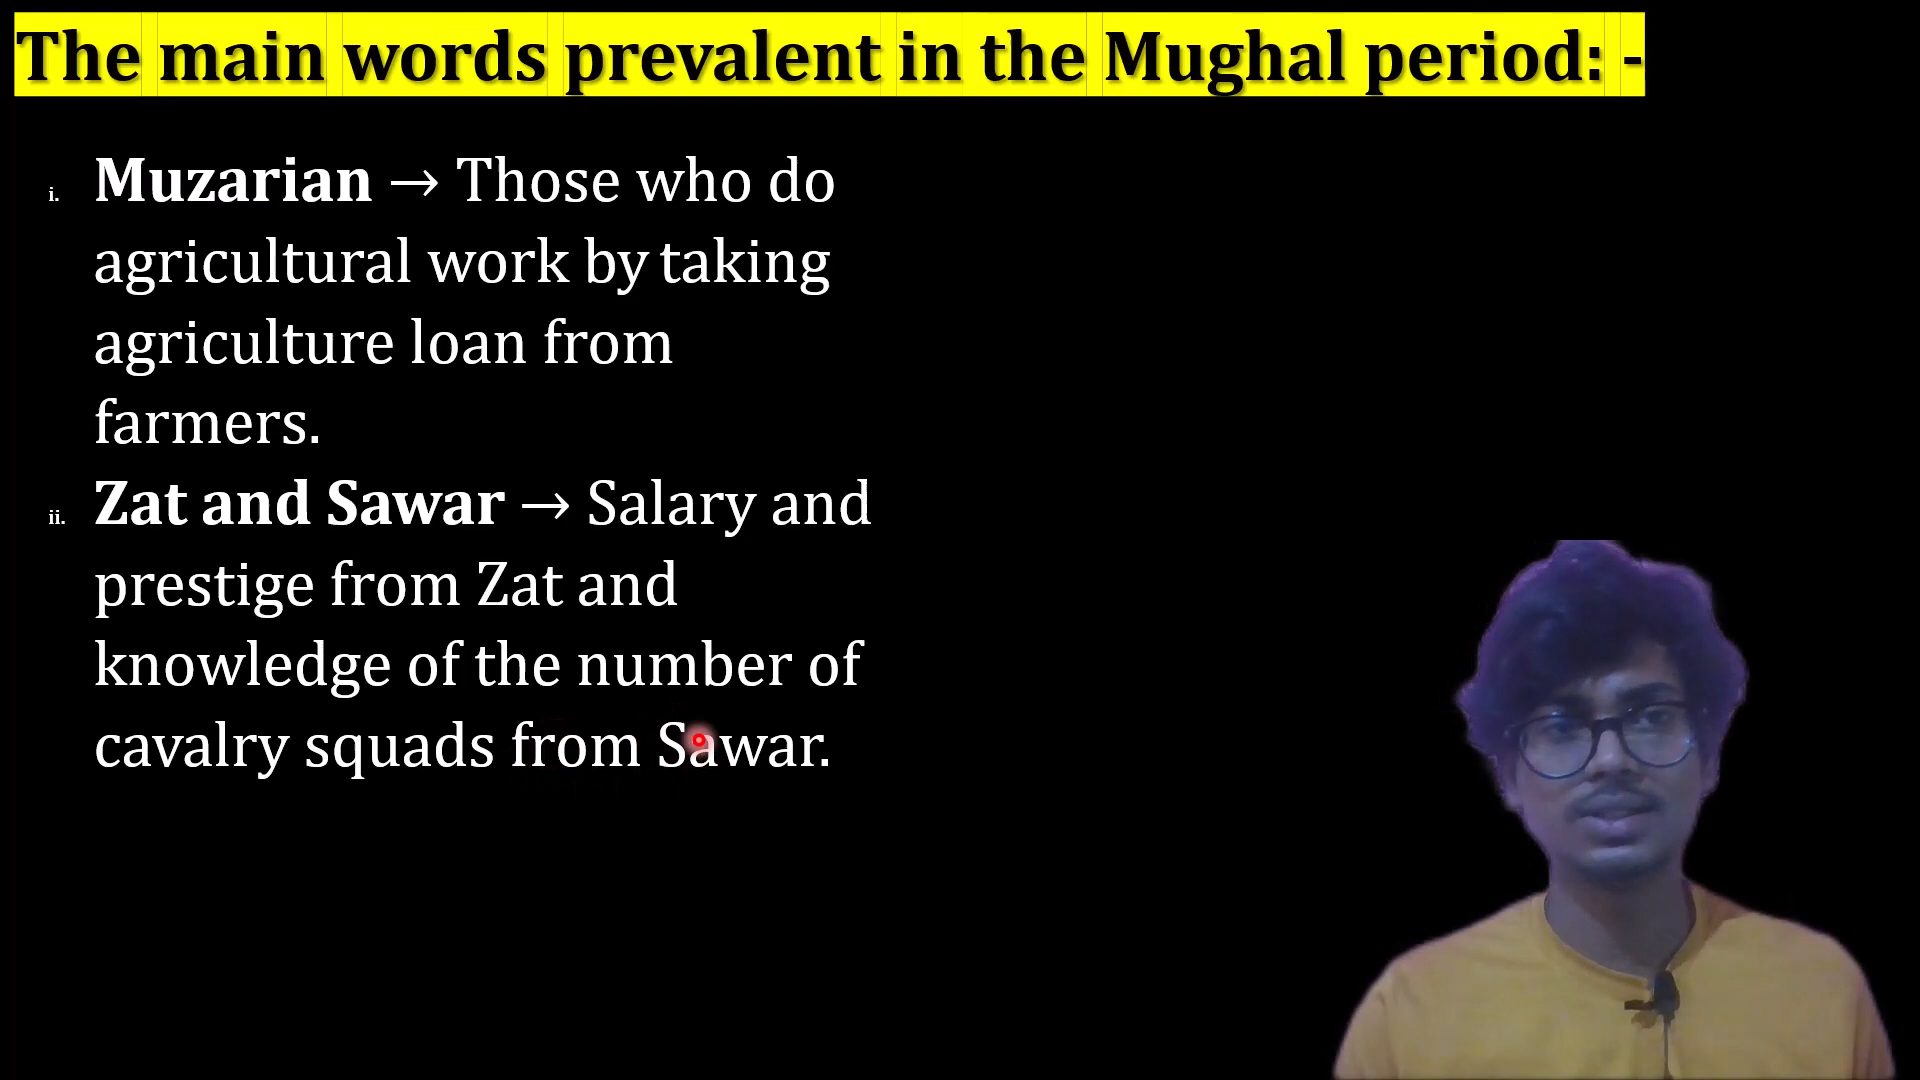 The main words prevalent in the Mughal period: -
i. Muzarian → Those who do
agricultural work by taking
agriculture loan from
farmers.
ii. Zat and Sawar → Salary and
prestige from Zat and
knowledge of the number of
cavalry squads from Sawar.